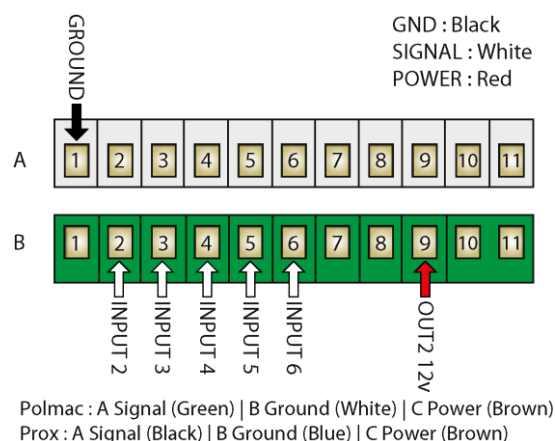 GROUND
GND : Black
SIGNAL : White
POWER : Red
A
1 2 3 4 5 6 7 8 9 10 11
B
1 2 3 4 5 6 7 8 9 10 11
INPUT 2
INPUT 3
INPUT 4
INPUT 5
INPUT 6
OUT2 12v
Polmac : A Signal (Green) | B Ground (White) | C Power (Brown)
Prox : A Signal (Black) | B Ground (Blue) | C Power (Brown)